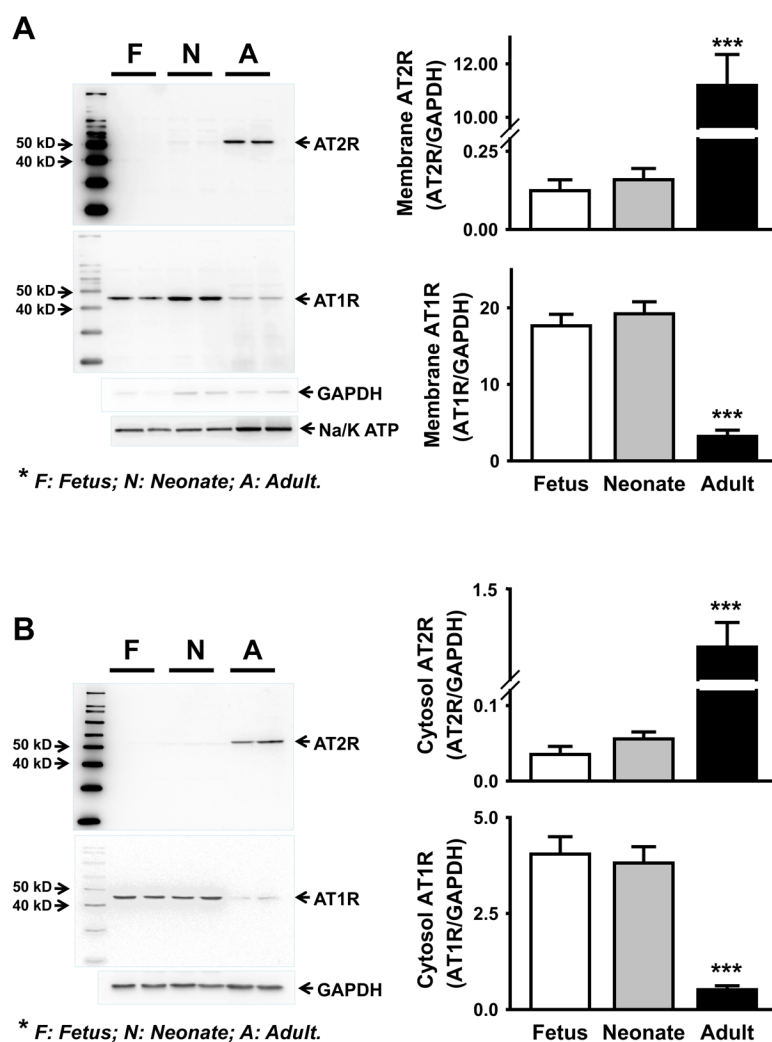 A
F N A
50 kD
40 kD
AT2R
50 kD
40 kD
AT1R
GAPDH
Na/K ATP
* F: Fetus; N: Neonate; A: Adult.
Membrane AT2R
(AT2R/GAPDH)
12.00
10.00
0.25
0.00
***
Membrane AT1R
(AT1R/GAPDH)
20
10
0
***
Fetus Neonate Adult
B
F N A
50 kD
40 kD
AT2R
50 kD
40 kD
AT1R
GAPDH
* F: Fetus; N: Neonate; A: Adult.
Cytosol AT2R
(AT2R/GAPDH)
1.5
0.1
0.0
***
Cytosol AT1R
(AT1R/GAPDH)
5.0
2.5
0.0
***
Fetus Neonate Adult